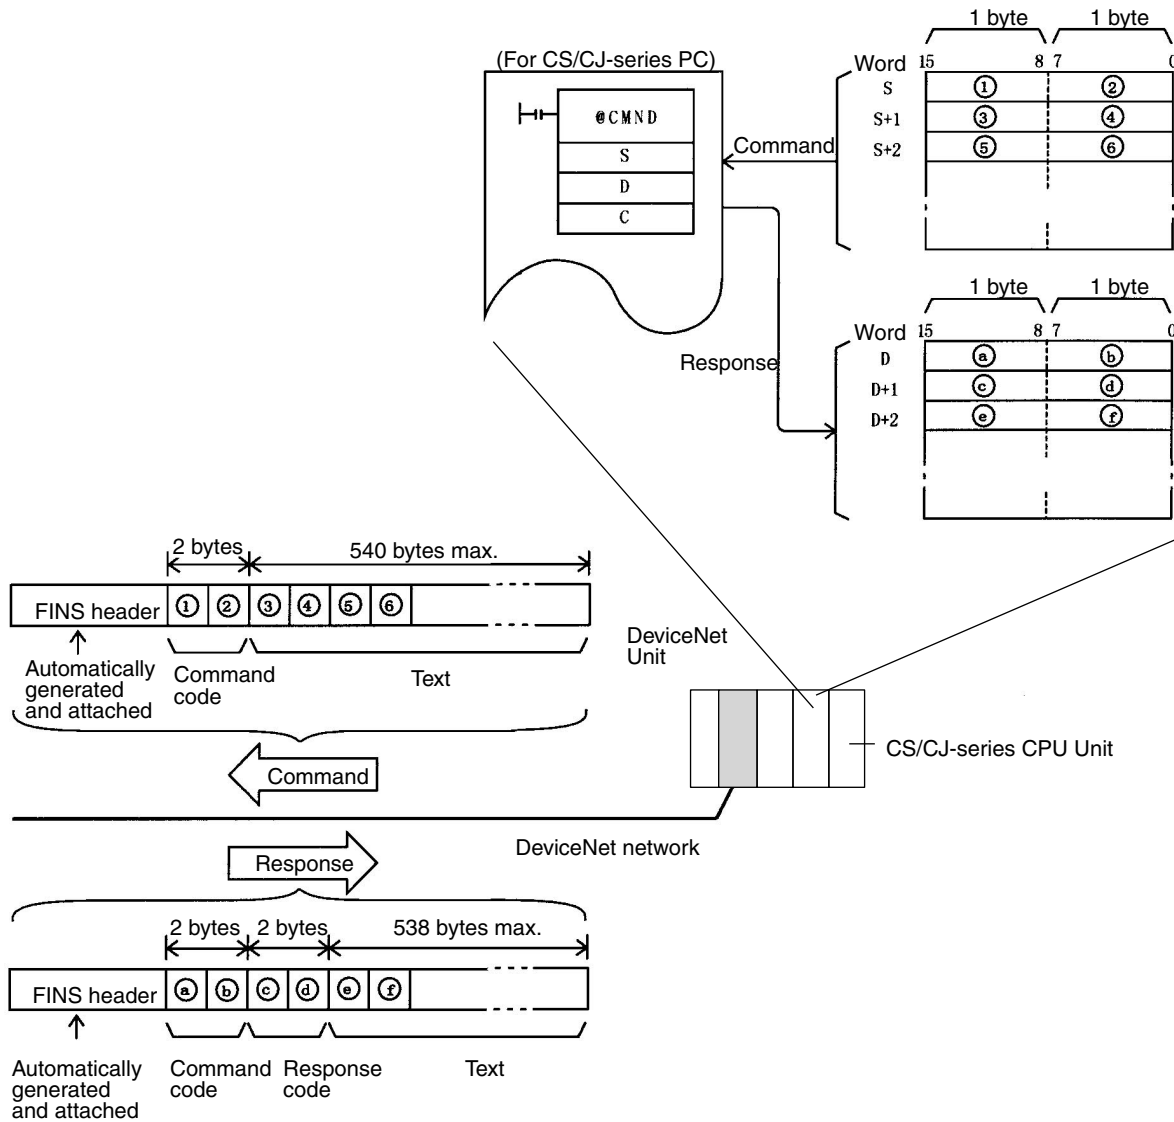 1 byte 1 byte
(For CS/CJ-series PC)
Word 15 8 7 0
S ① ②
@CMND
S+1 ③ ④
Command
S+2 ⑤ ⑥
S
D
C
1 byte 1 byte
Word 15 8 7 0
Response
D ⓐ ⓑ
D+1 ⓒ ⓓ
D+2 ⓔ ⓕ
2 bytes 540 bytes max.
FINS header ① ② ③ ④ ⑤ ⑥
Automatically
generated
and attached
Command
code
Text
DeviceNet
Unit
CS/CJ-series CPU Unit
Command
DeviceNet network
Response
2 bytes 2 bytes 538 bytes max.
FINS header ⓐ ⓑ ⓒ ⓓ ⓔ ⓕ
Automatically
generated
and attached
Command
code
Response
code
Text